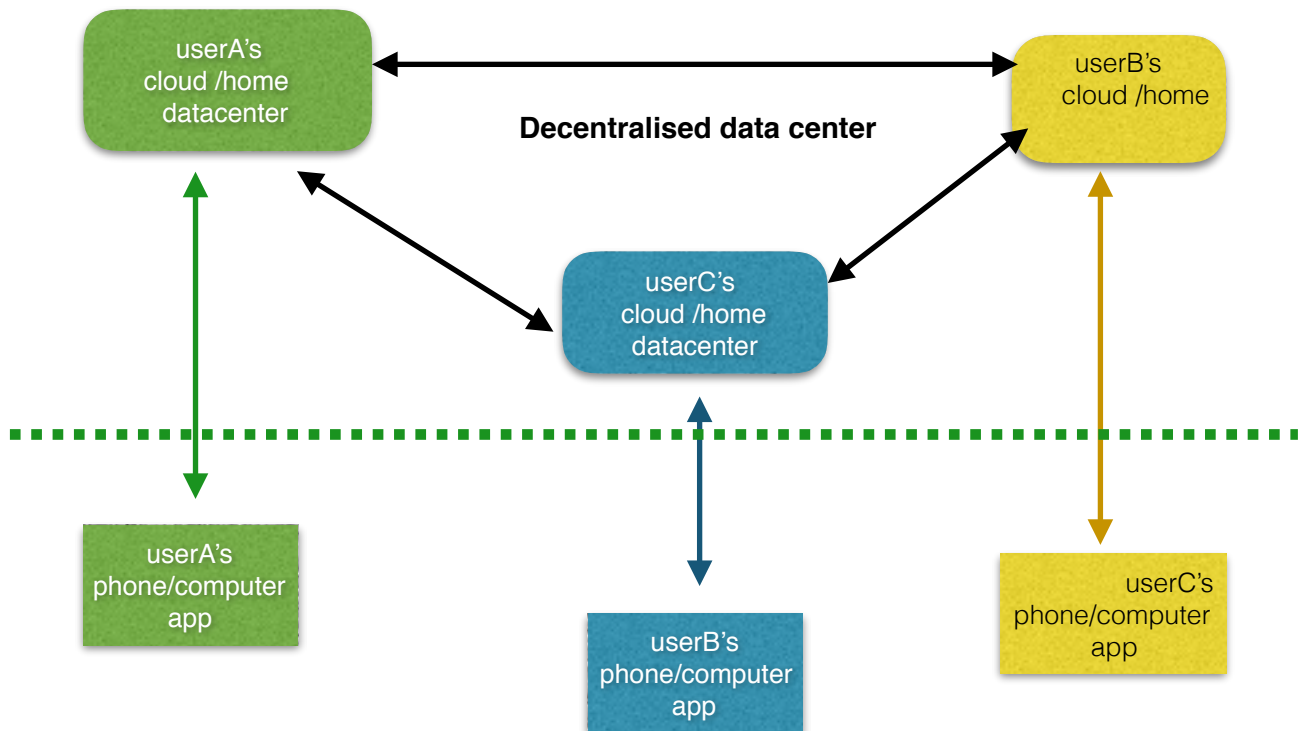 userA's
cloud /home
datacenter
userB's
cloud /home
Decentralised data center
userC's
cloud /home
datacenter
userA's
phone/computer
app
userB's
phone/computer
app
userC's
phone/computer
app